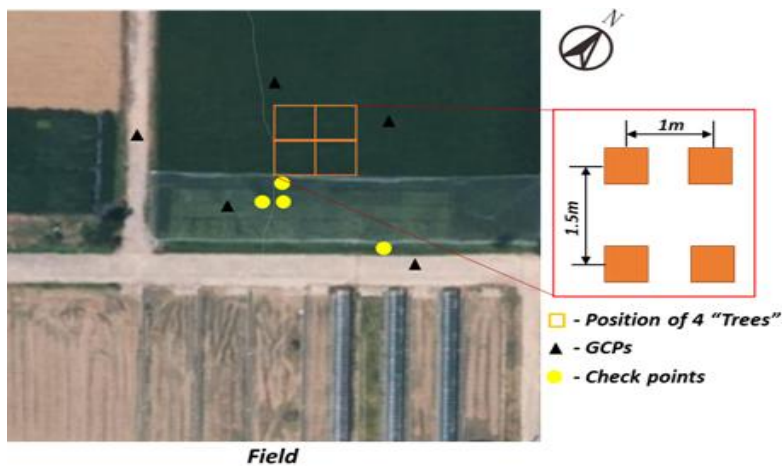 N
1m
1.5m
- Position of 4 “Trees”
- GCPs
- Check points
Field